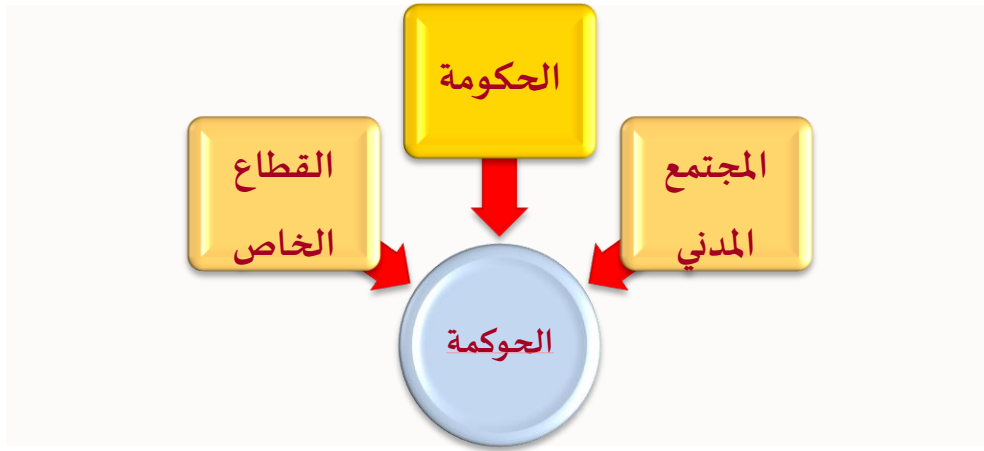 الحكومة
المجتمع
المدني
القطاع
الخاص
الحوكمة